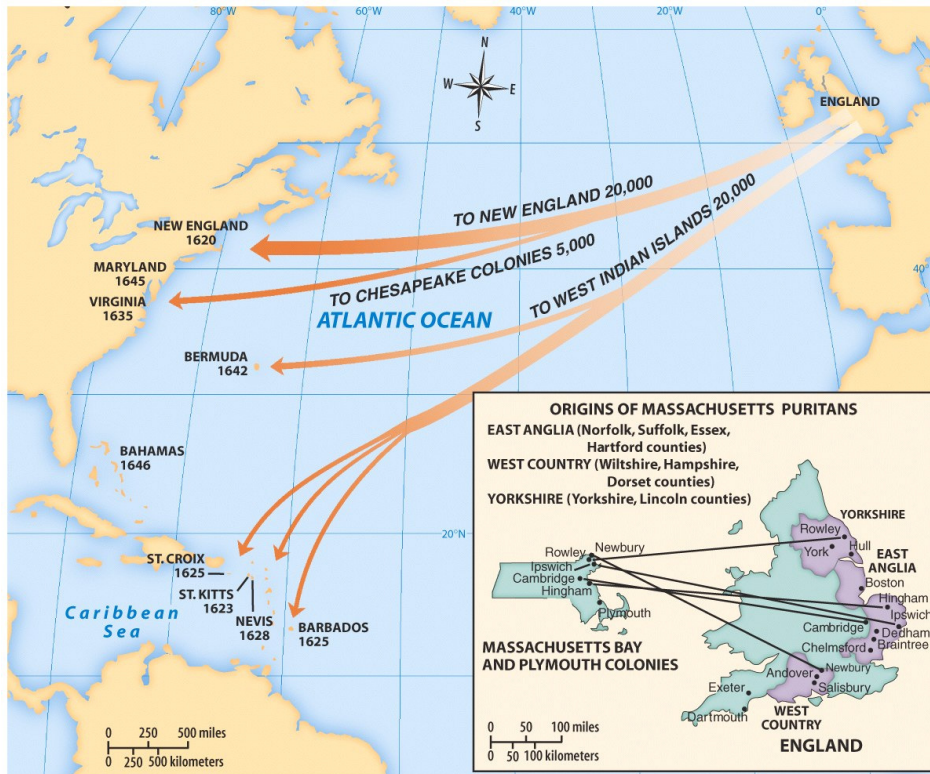 80°W
60°W
40°W
20°W
0°
N
W
E
S
ENGLAND
TO NEW ENGLAND 20,000
TO WEST INDIAN ISLANDS 20,000
TO CHESAPEAKE COLONIES 5,000
NEW ENGLAND
1620
MARYLAND
1645
VIRGINIA
1635
40°
ATLANTIC OCEAN
BERMUDA
1642
BAHAMAS
1646
20°N
ST. CROIX
1625
ST. KITTS
1623
NEVIS
1628
BARBADOS
1625
Caribbean
Sea
0 250 500 miles
0 250 500 kilometers
ORIGINS OF MASSACHUSETTS PURITANS
EAST ANGLIA (Norfolk, Suffolk, Essex,
Hartford counties)
WEST COUNTRY (Wiltshire, Hampshire,
Dorset counties)
YORKSHIRE (Yorkshire, Lincoln counties)
YORKSHIRE
Rowley
York
Hull
EAST
ANGLIA
Boston
Hingham
Ipswich
Cambridge
Dedham
Braintree
Chelmsford
Andover
Newbury
Salisbury
Exeter
Dartmouth
WEST
COUNTRY
ENGLAND
Rowley
Newbury
Ipswich
Cambridge
Hingham
Plymouth
MASSACHUSETTS BAY
AND PLYMOUTH COLONIES
0 50 100 miles
0 50 100 kilometers